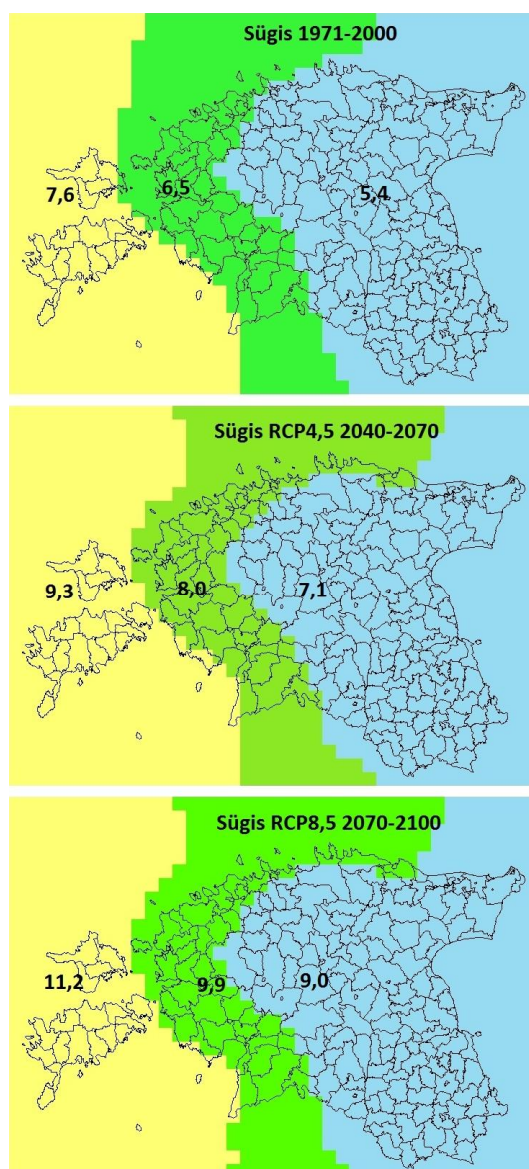 Sügis 1971-2000
7,6 6,5 5,4
Sügis RCP4,5 2040-2070
9,3 8,0 7,1
Sügis RCP8,5 2070-2100
11,2 9,9 9,0